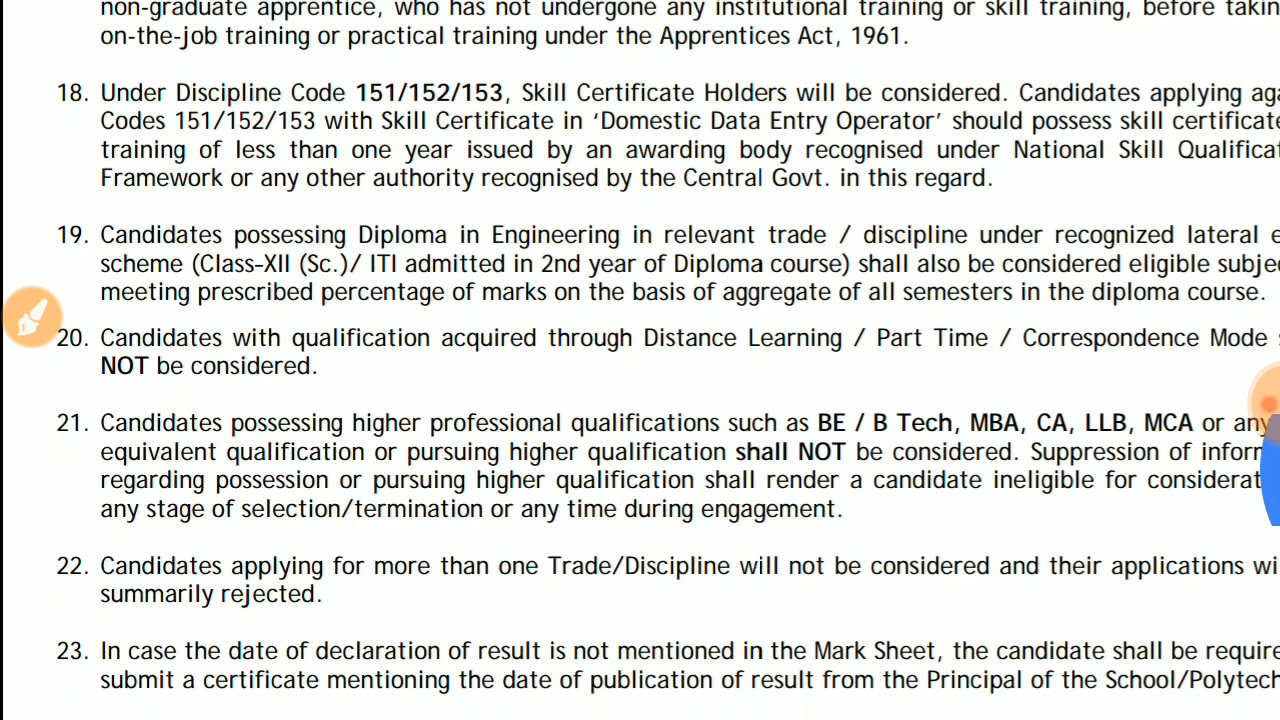 non-graduate apprentice, who has not undergone any institutional training or skill training, before
on-the-job training or practical training under the Apprentices Act, 1961.
18. Under Discipline Code 151/152/153, Skill Certificate Holders will be considered. Candidates applying
Codes 151/152/153 with Skill Certificate in ‘Domestic Data Entry Operator’ should possess skill
training of less than one year issued by an awarding body recognised under National Skill
Framework or any other authority recognised by the Central Govt. in this regard.
19. Candidates possessing Diploma in Engineering in relevant trade / discipline under recognized lateral
scheme (Class-XII (Sc.)/ ITI admitted in 2nd year of Diploma course) shall also be considered eligible
meeting prescribed percentage of marks on the basis of aggregate of all semesters in the diploma course.
20. Candidates with qualification acquired through Distance Learning / Part Time / Correspondence Mode
NOT be considered.
21. Candidates possessing higher professional qualifications such as BE / B Tech, MBA, CA, LLB, MCA or any
equivalent qualification or pursuing higher qualification shall NOT be considered. Suppression of
regarding possession or pursuing higher qualification shall render a candidate ineligible for
any stage of selection/termination or any time during engagement.
22. Candidates applying for more than one Trade/Discipline will not be considered and their applications
summarily rejected.
23. In case the date of declaration of result is not mentioned in the Mark Sheet, the candidate shall be
submit a certificate mentioning the date of publication of result from the Principal of the